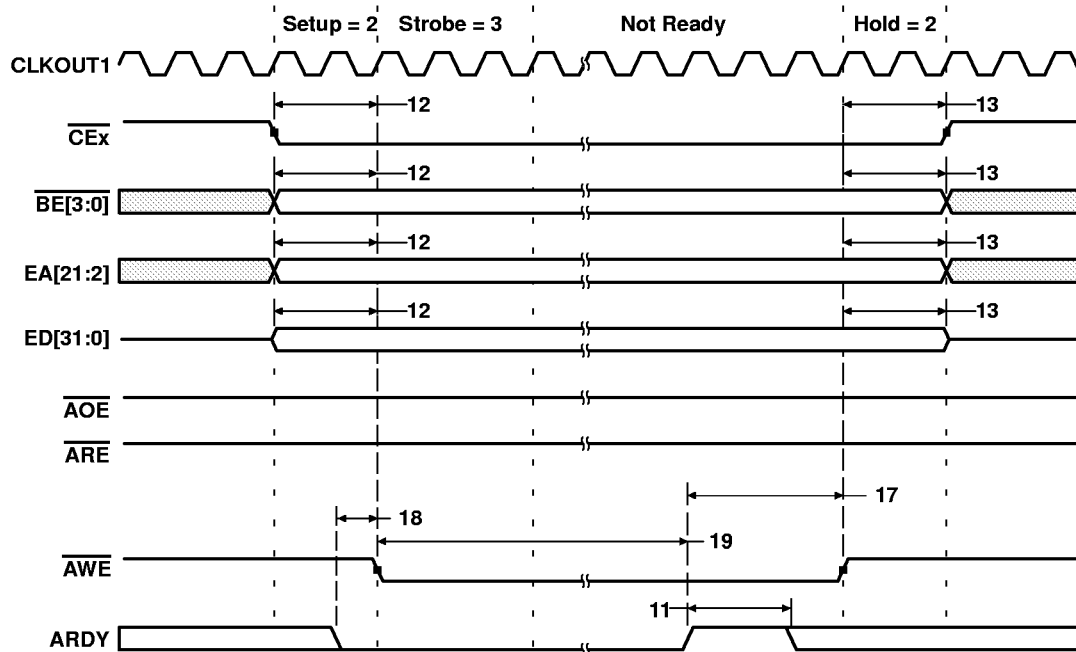 Setup = 2 Strobe = 3 Not Ready Hold = 2
CLKOUT1
12 13
CEx
12 13
BE[3:0]
12 13
EA[21:2]
12 13
ED[31:0]
AOE
ARE
17
18
19
AWE
11
ARDY